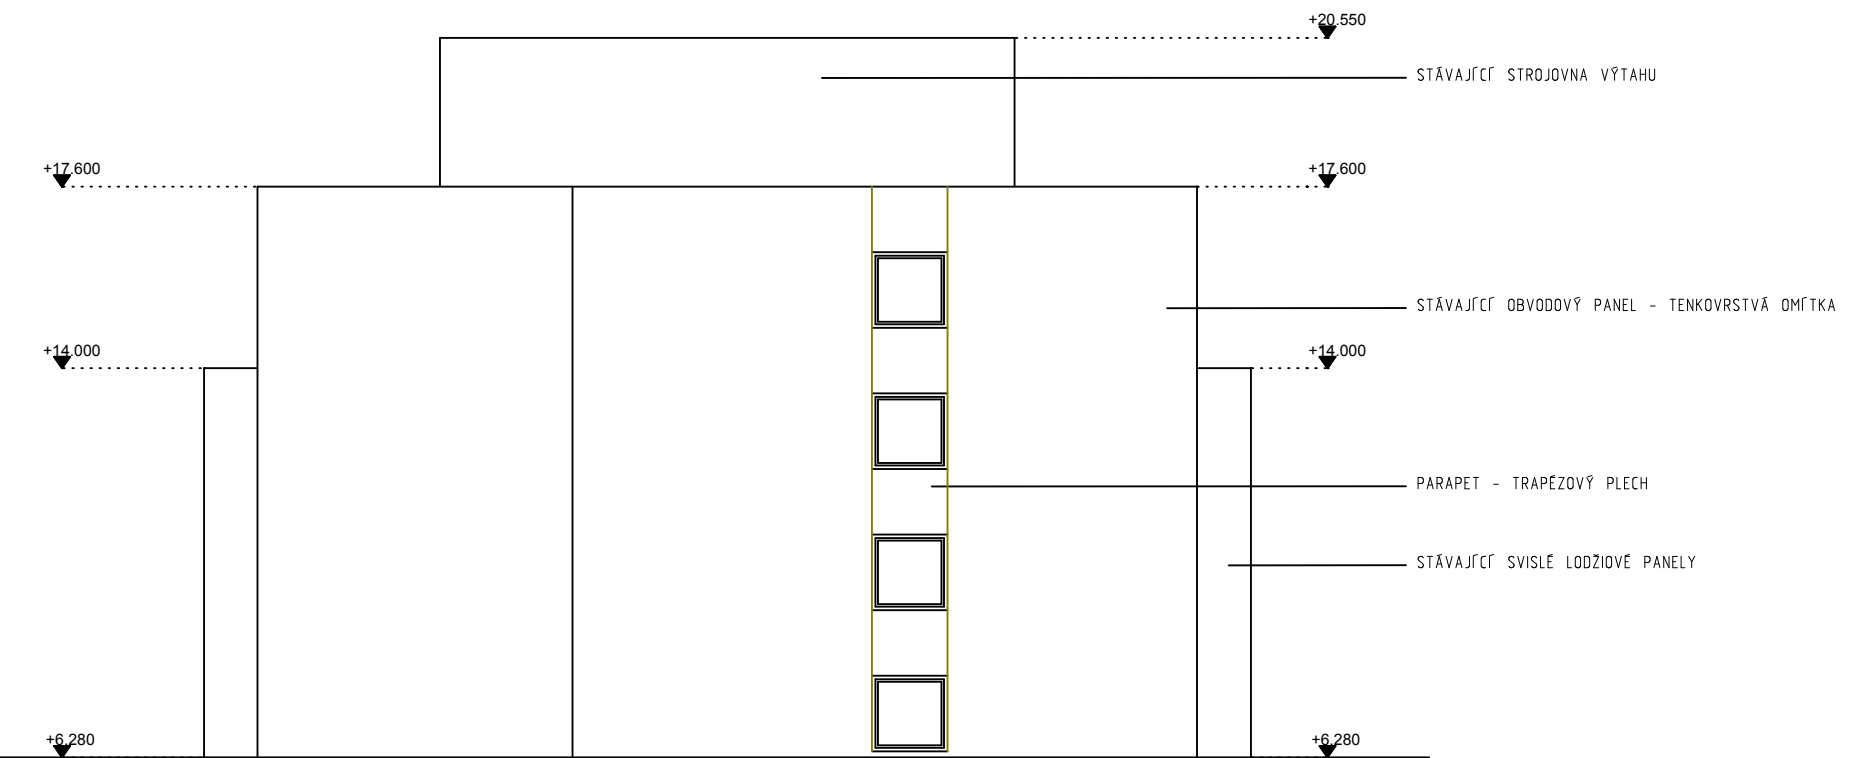 +20.550
STÁVAJÍCÍ STROJOVNA VÝTAHU
+17.600
+17.600
STÁVAJÍCÍ OBVODOVÝ PANEL - TENKOVRSTVÁ OMÍTKA
+14.000
+14.000
PARAPET - TRAPÉZOVÝ PLECH
STÁVAJÍCÍ SVISLÉ LODŽIOVÉ PANELY
+6.280
+6.280